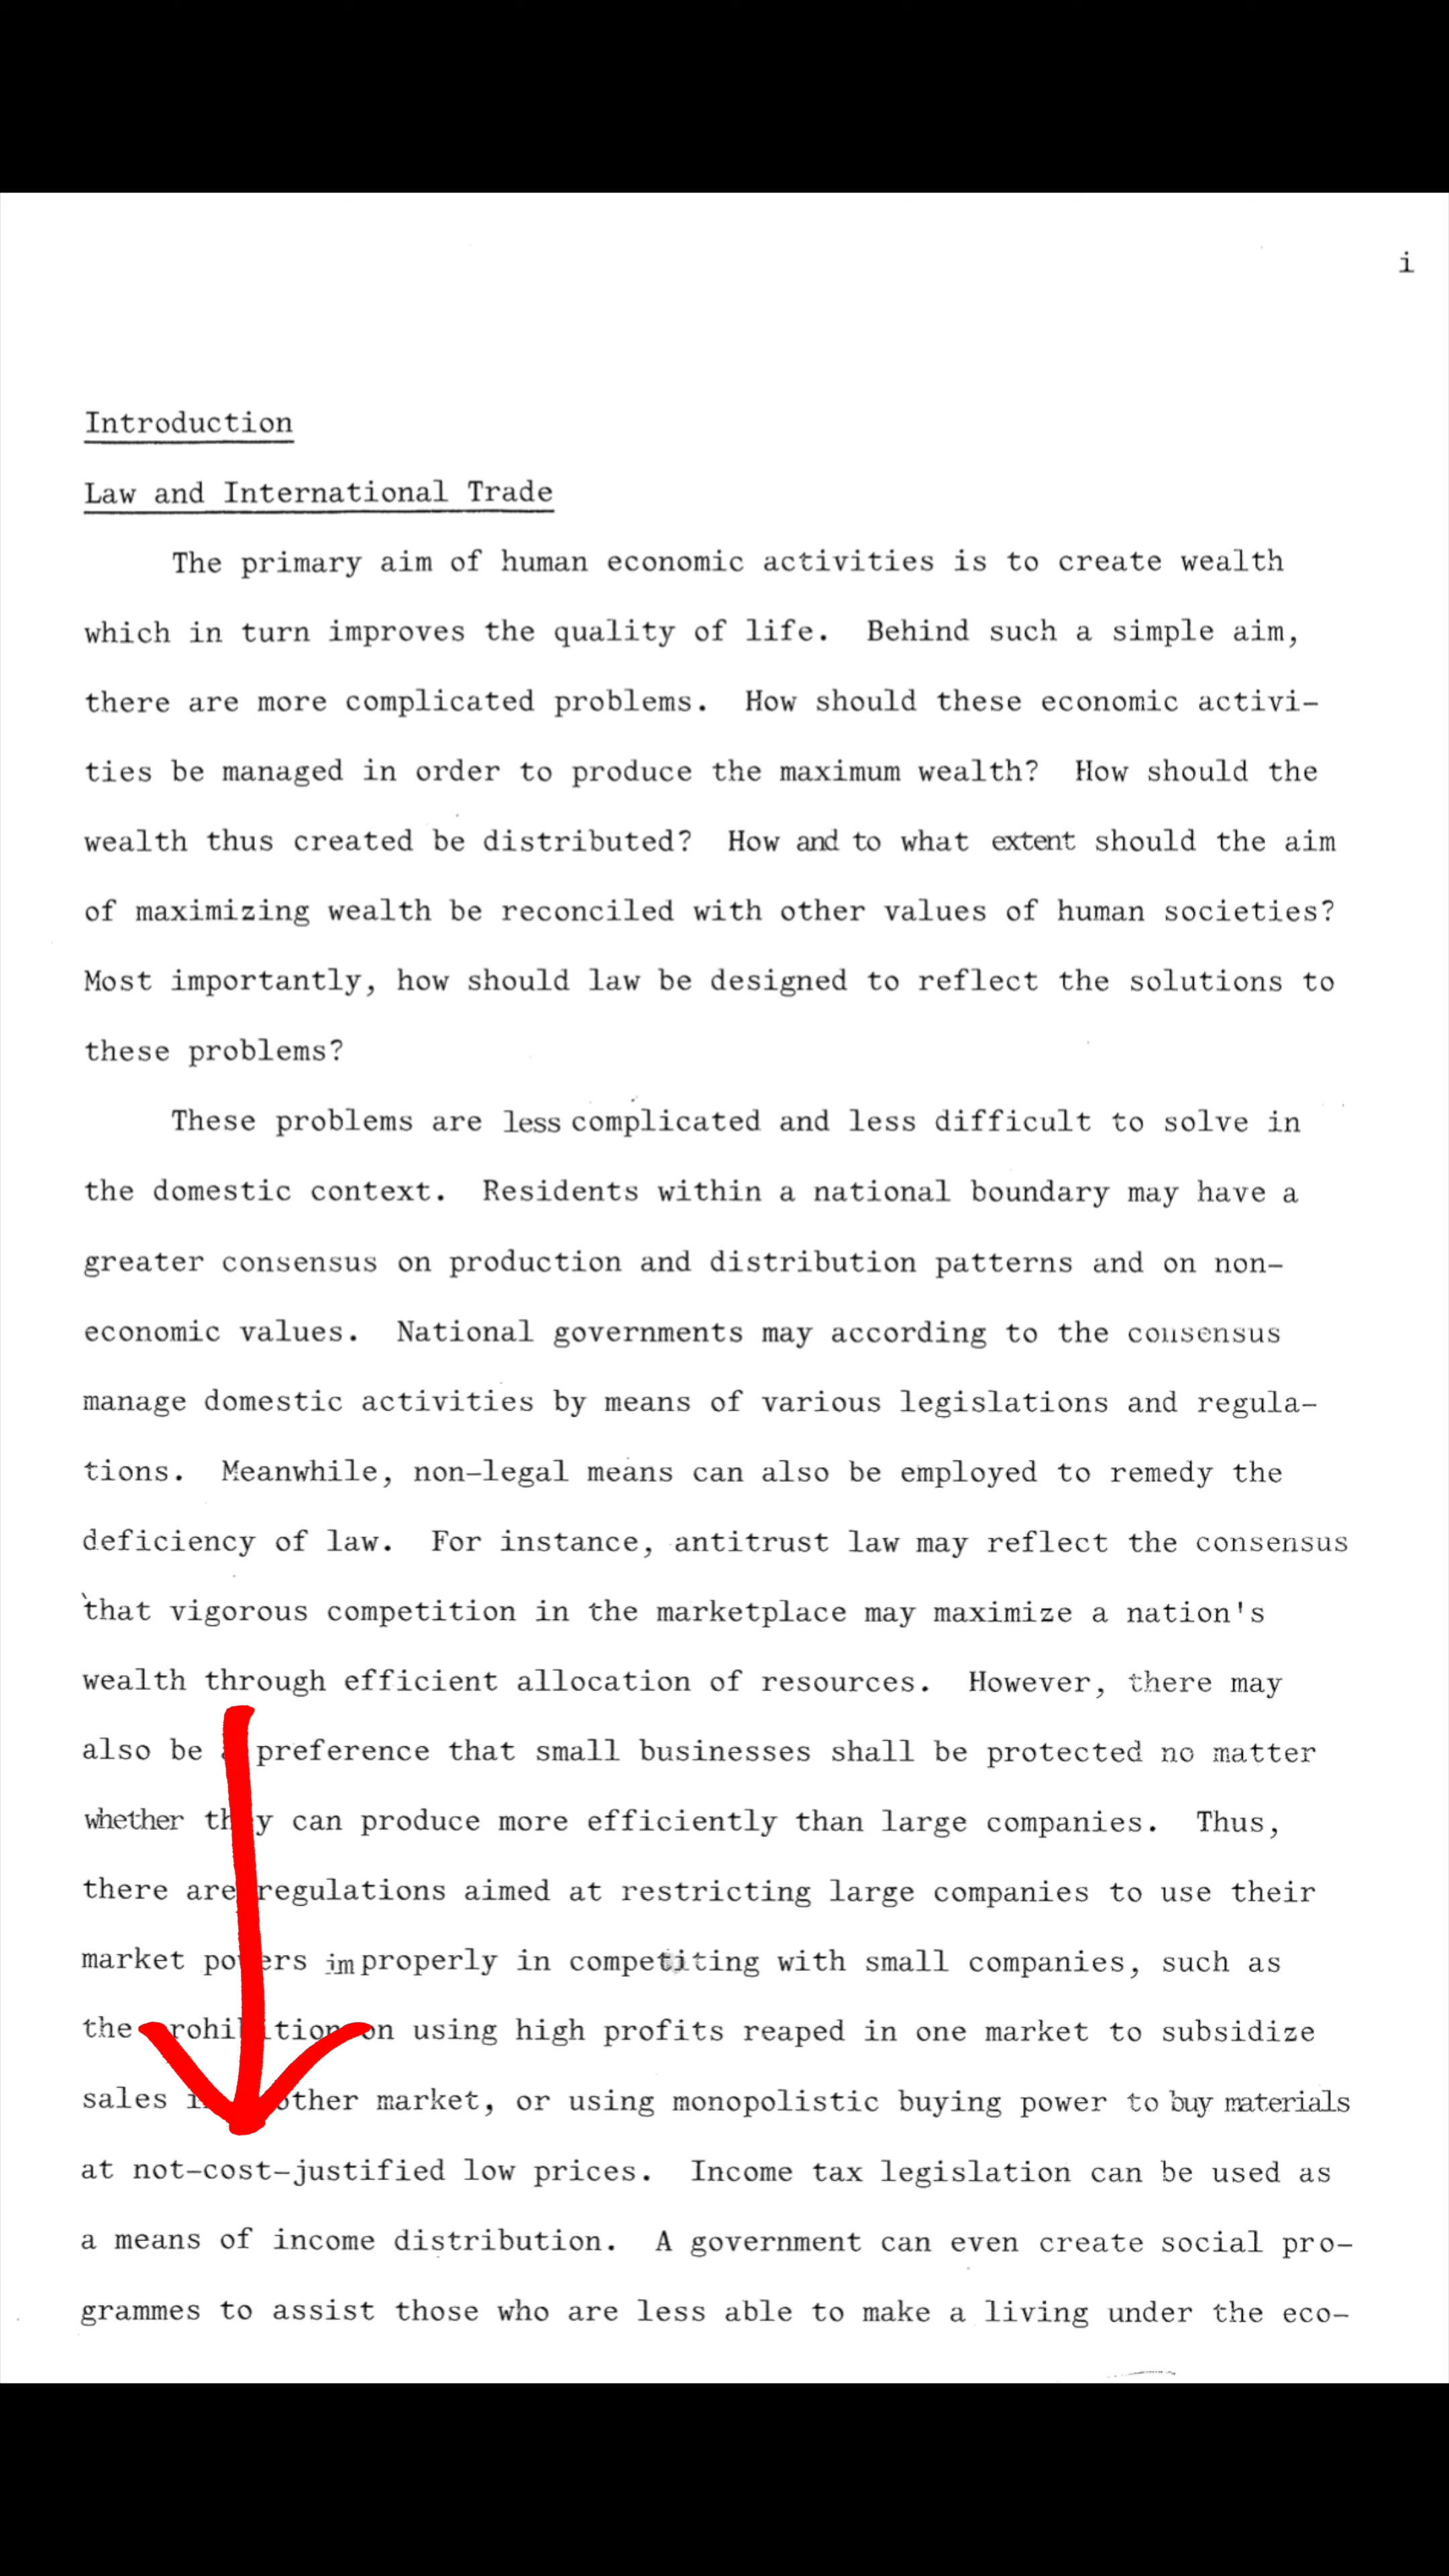 i
Introduction
Law and International Trade
The primary aim of human economic activities is to create wealth
which in turn improves the quality of life. Behind such a simple aim,
there are more complicated problems. How should these economic activi-
ties be managed in order to produce the maximum wealth? How should the
wealth thus created be distributed? How and to what extent should the aim
of maximizing wealth be reconciled with other values of human societies?
Most importantly, how should law be designed to reflect the solutions to
these problems?
These problems are less complicated and less difficult to solve in
the domestic context. Residents within a national boundary may have a
greater consensus on production and distribution patterns and on non-
economic values. National governments may according to the consensus
manage domestic activities by means of various legislations and regula-
tions. Meanwhile, non-legal means can also be employed to remedy the
deficiency of law. For instance, antitrust law may reflect the consensus
that vigorous competition in the marketplace may maximize a nation's
wealth through efficient allocation of resources. However, there may
also be a preference that small businesses shall be protected no matter
whether they can produce more efficiently than large companies. Thus,
there are regulations aimed at restricting large companies to use their
market powers improperly in competiting with small companies, such as
the prohibition on using high profits reaped in one market to subsidize
sales other market, or using monopolistic buying power to buy materials
at not-cost-justified low prices. Income tax legislation can be used as
a means of income distribution. A government can even create social pro-
grammes to assist those who are less able to make a living under the eco-